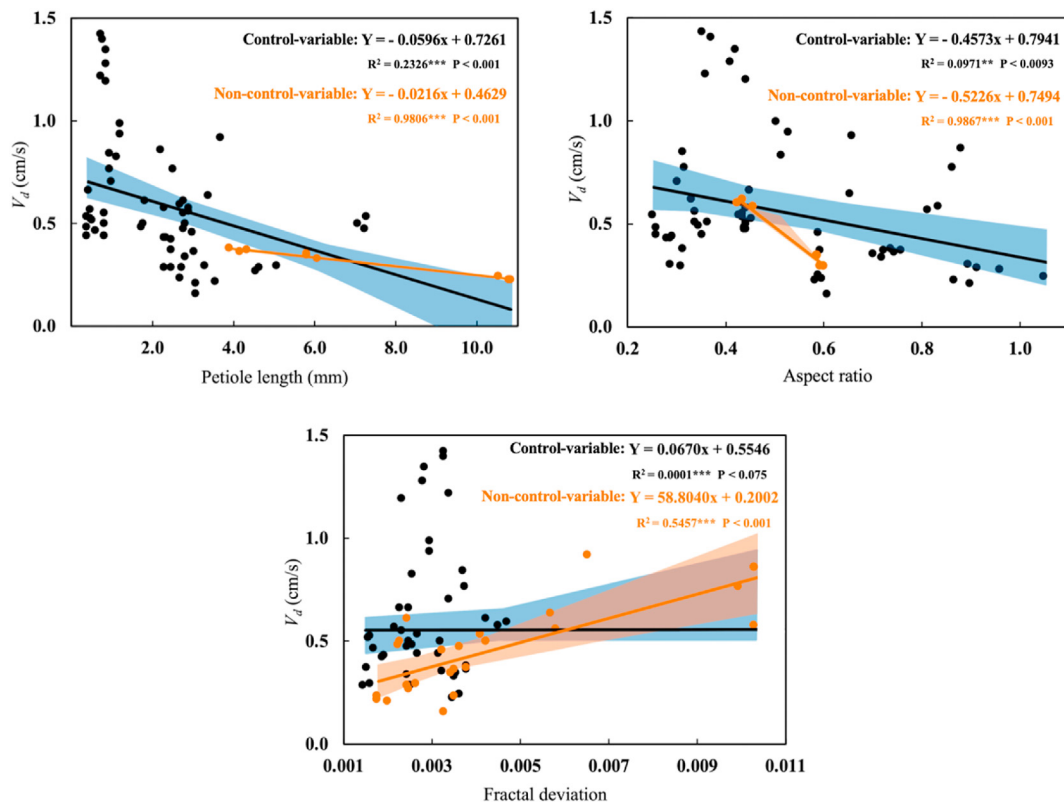 1.5
1.0
0.5
0.0
V_d (cm/s)
Control-variable: Y = - 0.0596x + 0.7261
R² = 0.2326*** P < 0.001
Non-control-variable: Y = - 0.0216x + 0.4629
R² = 0.9806*** P < 0.001
2.0 4.0 6.0 8.0 10.0
Petiole length (mm)
1.5
1.0
0.5
0.0
V_d (cm/s)
Control-variable: Y = - 0.4573x + 0.7941
R² = 0.0971** P < 0.0093
Non-control-variable: Y = - 0.5226x + 0.7494
R² = 0.9867*** P < 0.001
0.2 0.4 0.6 0.8 1.0
Aspect ratio
1.5
1.0
0.5
0.0
V_d (cm/s)
Control-variable: Y = 0.0670x + 0.5546
R² = 0.0001*** P < 0.075
Non-control-variable: Y = 58.8040x + 0.2002
R² = 0.5457*** P < 0.001
0.001 0.003 0.005 0.007 0.009 0.011
Fractal deviation